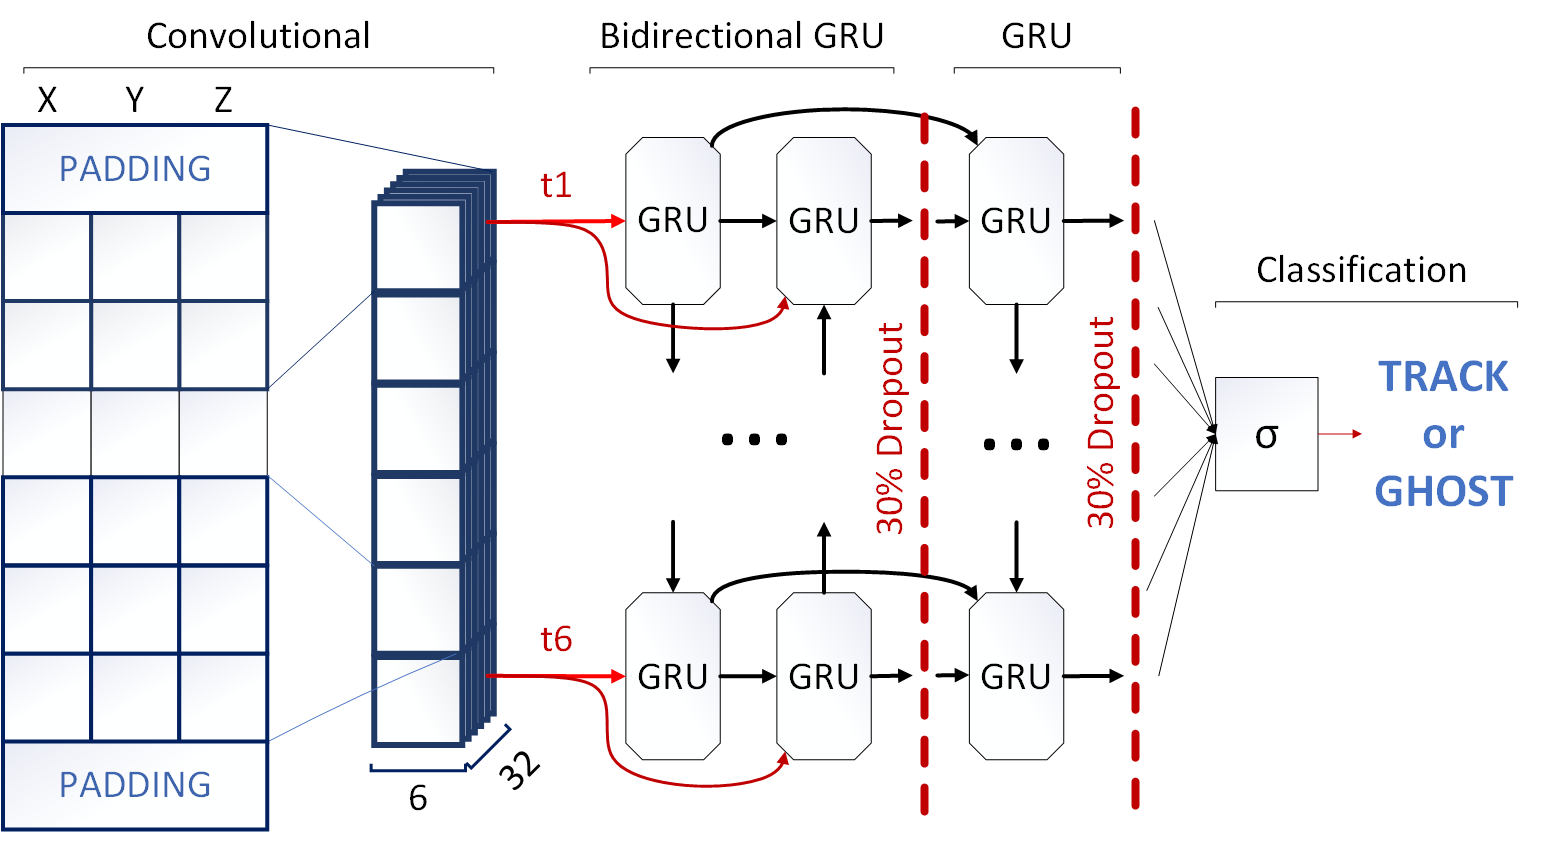 Convolutional
Bidirectional GRU
GRU
X Y Z
PADDING
t1
GRU
GRU
GRU
Classification
30% Dropout
30% Dropout
TRACK
or
GHOST
σ
...
...
t6
GRU
GRU
GRU
PADDING
6
32